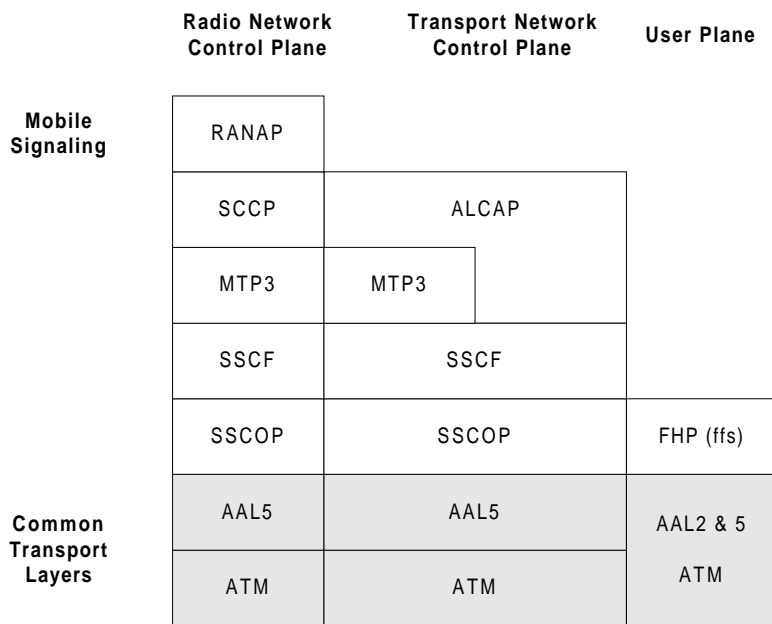 Radio Network
Control Plane
Transport Network
Control Plane
User Plane
Mobile
Signaling
RANAP
SCCP
ALCAP
MTP3
MTP3
SSCF
SSCF
SSCOP
SSCOP
FHP (ffs)
Common
Transport
Layers
AAL5
AAL5
AAL2 & 5
ATM
ATM
ATM